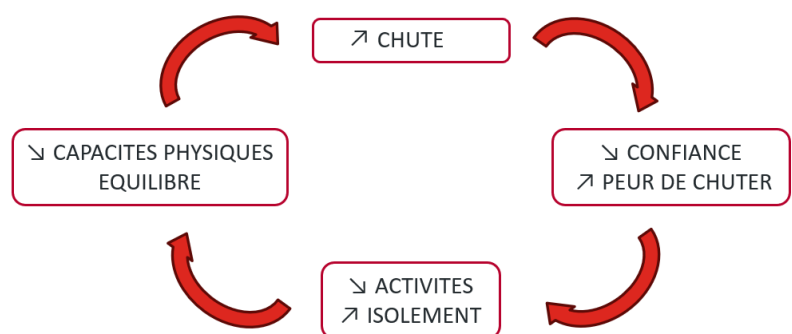 ↗ CHUTE
↘ CAPACITES PHYSIQUES
EQUILIBRE
↘ CONFIANCE
↗ PEUR DE CHUTER
↘ ACTIVITES
↗ ISOLEMENT